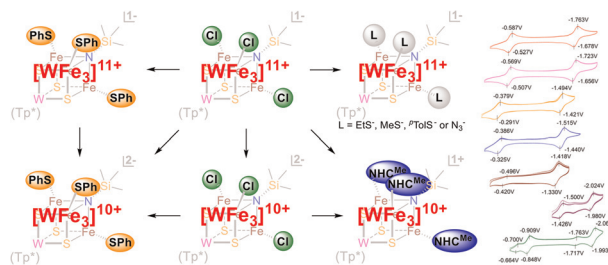 PhS SPh Si [1-
Fe N
[WFe3]11+
W S S Fe SPh
(Tp*)
Cl Cl Si [1-
Fe N
[WFe3]11+
W S S Fe Cl
(Tp*)
L L Si [1-
Fe N
[WFe3]11+
W S S Fe L
(Tp*)
L = EtS-, MeS-, pTolS- or N3-
PhS SPh Si [2-
Fe N
[WFe3]10+
W S S Fe SPh
(Tp*)
Cl Cl Si [2-
Fe N
[WFe3]10+
W S S Fe Cl
(Tp*)
NHCMe NHCMe Si [1+
N
[WFe3]10+
W S S Fe NHCMe
(Tp*)
-0.587V -1.763V
-0.527V -1.678V
-0.569V -1.723V
-0.507V -1.656V
-0.379V -1.494V
-0.291V -1.421V
-0.386V -1.515V
-0.325V -1.440V
-0.496V -1.418V
-0.420V -1.330V
-1.500V -2.024V
-1.426V -1.980V
-0.700V -0.909V -1.763V
-0.664V -0.848V -1.717V